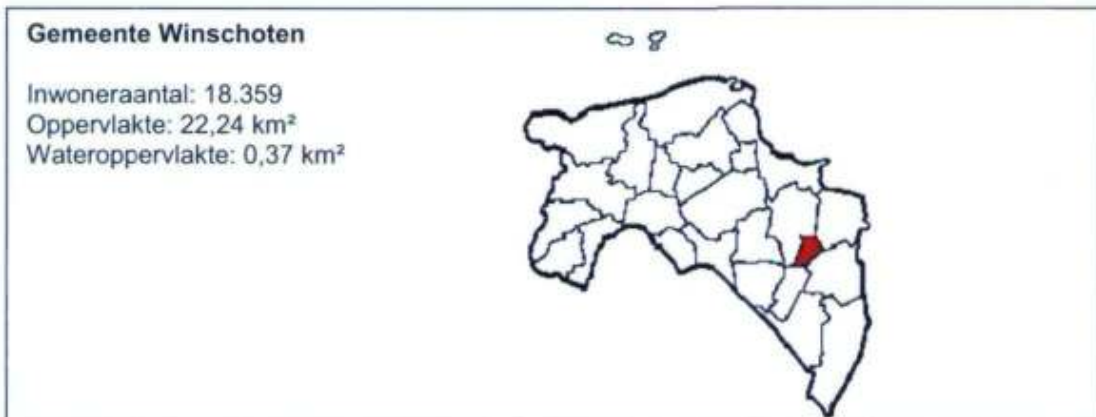 Gemeente Winschoten
Inwoneraantal: 18.359
Oppervlakte: 22,24 km²
Wateroppervlakte: 0,37 km²